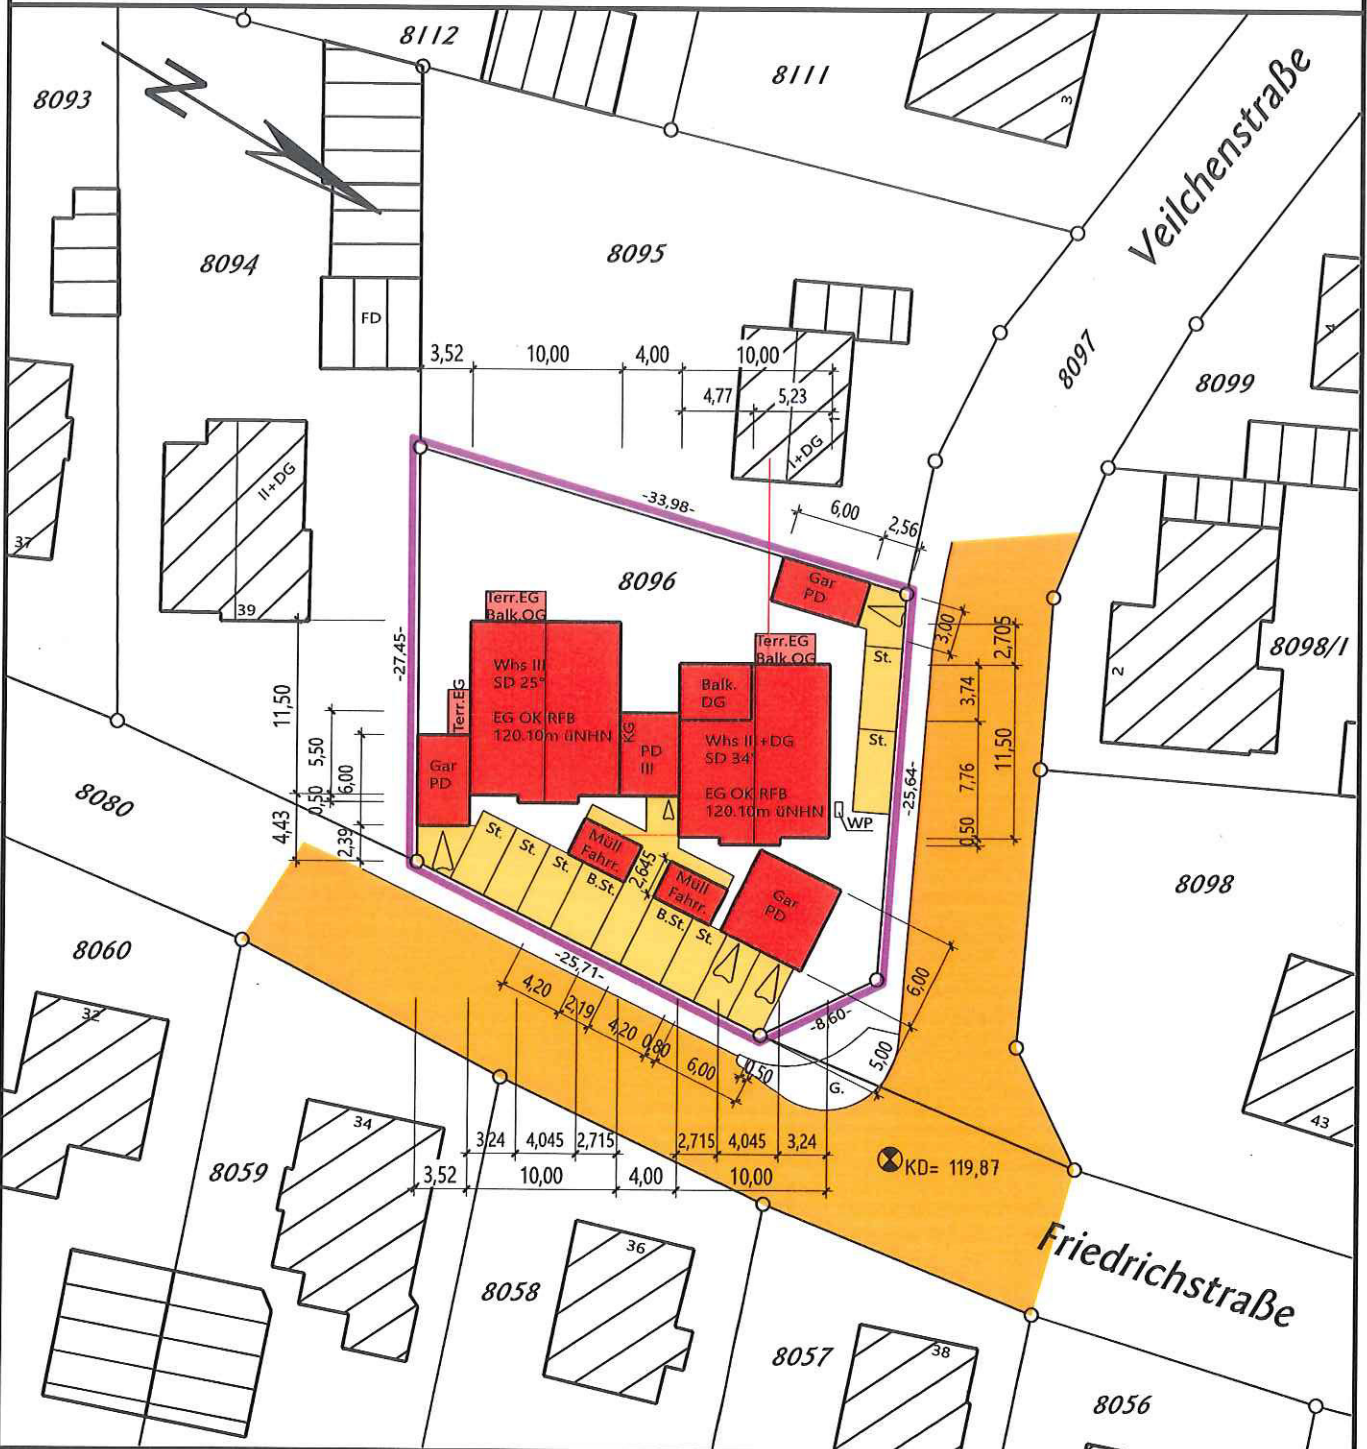 8112
8111
3
8093
Veilchenstraße
8094
8095
FD
4
3,52
10,00
4,00
10,00
8097
8099
4,77
5,23
I+DG
II+DG
-33,98-
6,00
2,56
37
39
8096
Gar
PD
Terr.EG
Balk.OG
3,00
2,705
-27,45-
Terr.EG
Balk.OG
St.
8098/1
2
Whs III
SD 25°
Balk.
DG
3,74
Terr.EG
11,50
5,50
6,00
EG OK RFB
120.10m üNHN
KG
PD
III
Whs II+DG
SD 34°
St.
11,50
7,76
-25,64-
Gar
PD
EG OK RFB
120.10m üNHN
WP
8080
0,50
4,43
2,39
0,50
St.
St.
St.
B.St.
Müll
Fahrr.
2,645
Müll
Fahrr.
B.St.
St.
Gar
PD
8098
8060
-25,71-
6,00
4,20
2,19
4,20
0,80
6,00
0,50
-8,60-
5,00
G.
32
34
43
3,24
4,045
2,715
2,715
4,045
3,24
8059
3,52
10,00
4,00
10,00
KD= 119,87
36
Friedrichstraße
8058
8057
38
8056